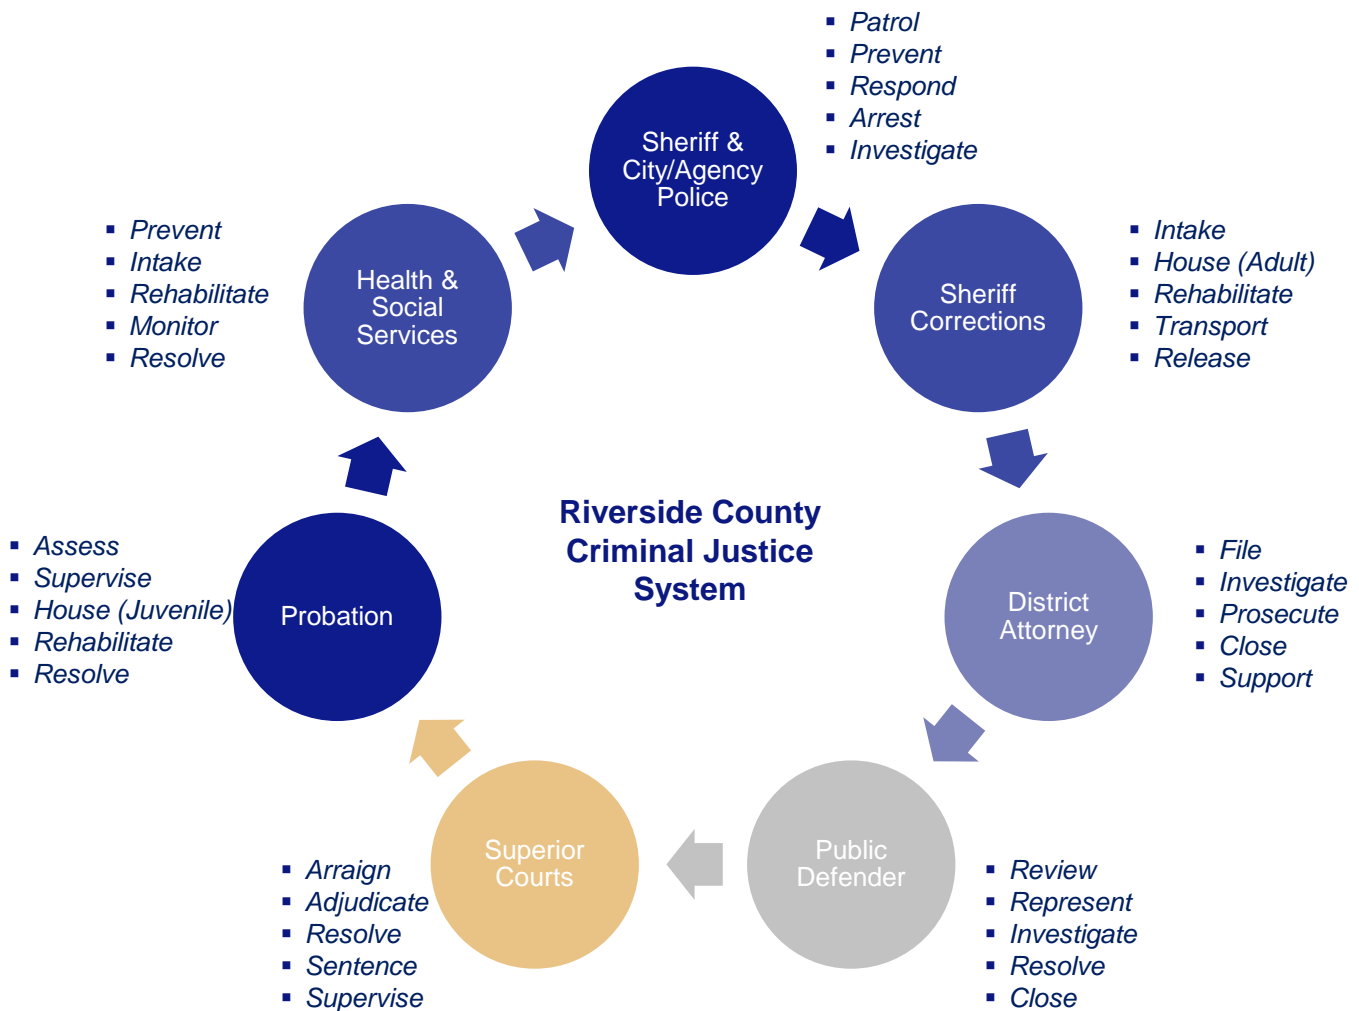 Sheriff &
City/Agency
Police
▪ Patrol
▪ Prevent
▪ Respond
▪ Arrest
▪ Investigate
Sheriff
Corrections
▪ Intake
▪ House (Adult)
▪ Rehabilitate
▪ Transport
▪ Release
District
Attorney
▪ File
▪ Investigate
▪ Prosecute
▪ Close
▪ Support
Public
Defender
▪ Review
▪ Represent
▪ Investigate
▪ Resolve
▪ Close
Superior
Courts
▪ Arraign
▪ Adjudicate
▪ Resolve
▪ Sentence
▪ Supervise
Probation
▪ Assess
▪ Supervise
▪ House (Juvenile)
▪ Rehabilitate
▪ Resolve
Health &
Social
Services
▪ Prevent
▪ Intake
▪ Rehabilitate
▪ Monitor
▪ Resolve
Riverside County
Criminal Justice
System